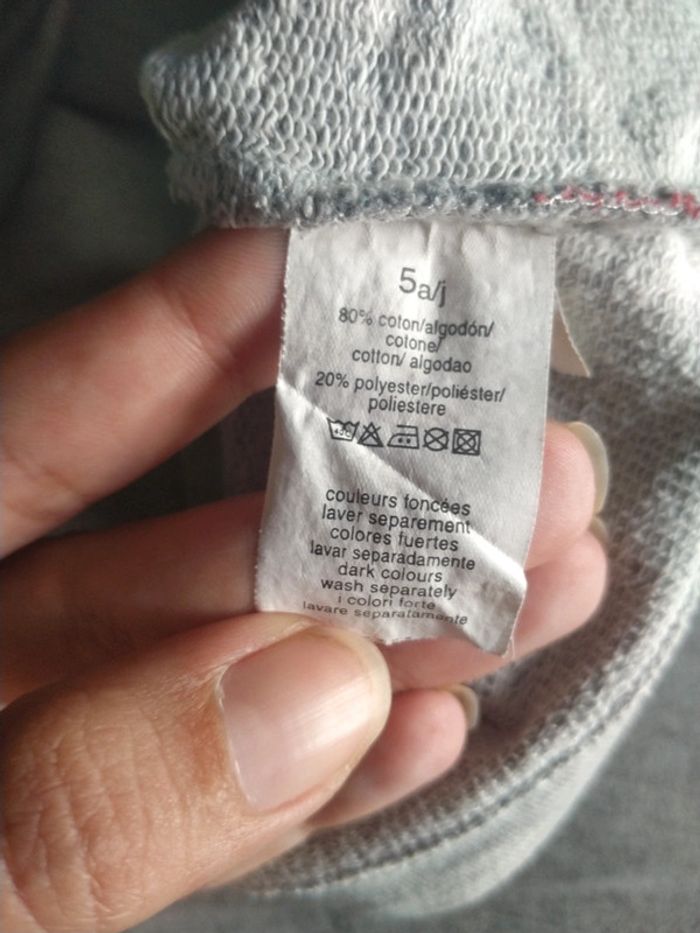 5a/j
80% coton/algodón/
cotone/
cotton/ algodao
20% polyester/poliéster/
poliestere
couleurs foncées
laver separement
colores fuertes
lavar separadamente
dark colours
wash separately
i colori forte
lavare separatamente